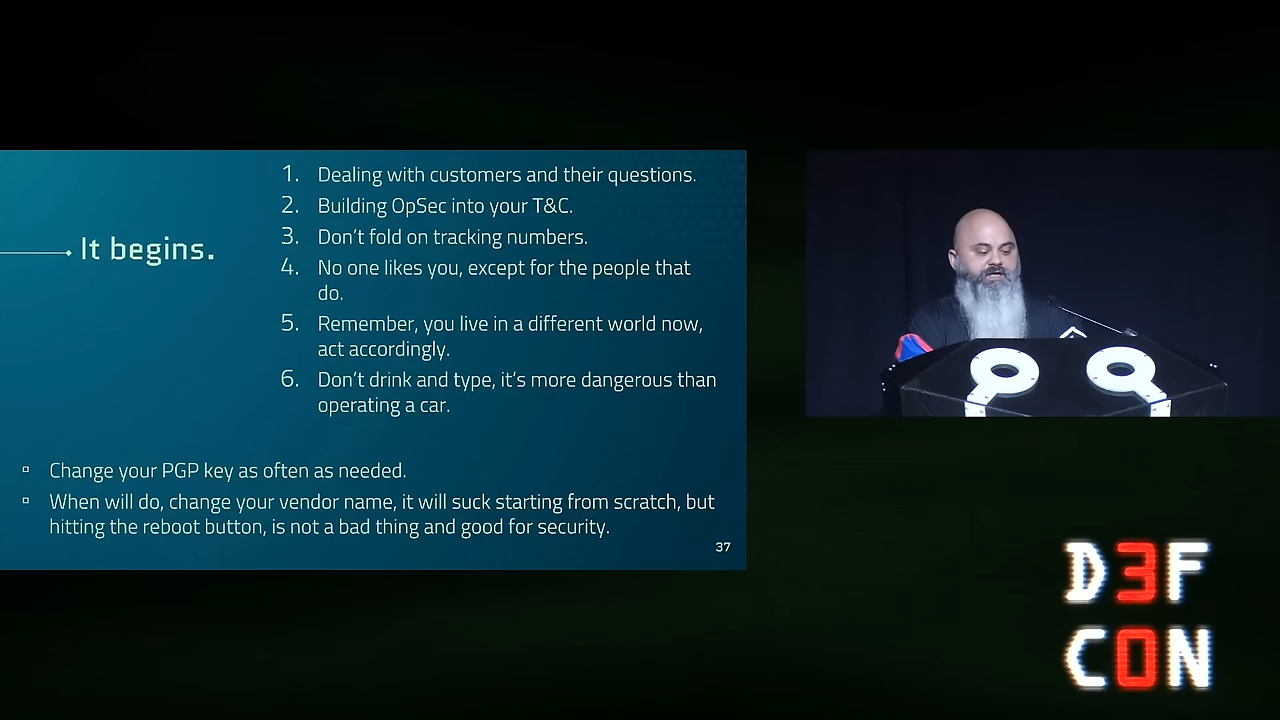 It begins.
1. Dealing with customers and their questions.
2. Building OpSec into your T&C.
3. Don't fold on tracking numbers.
4. No one likes you, except for the people that
do.
5. Remember, you live in a different world now,
act accordingly.
6. Don't drink and type, it's more dangerous than
operating a car.
▫ Change your PGP key as often as needed.
▫ When will do, change your vendor name, it will suck starting from scratch, but
hitting the reboot button, is not a bad thing and good for security.
37
D3F
C0N